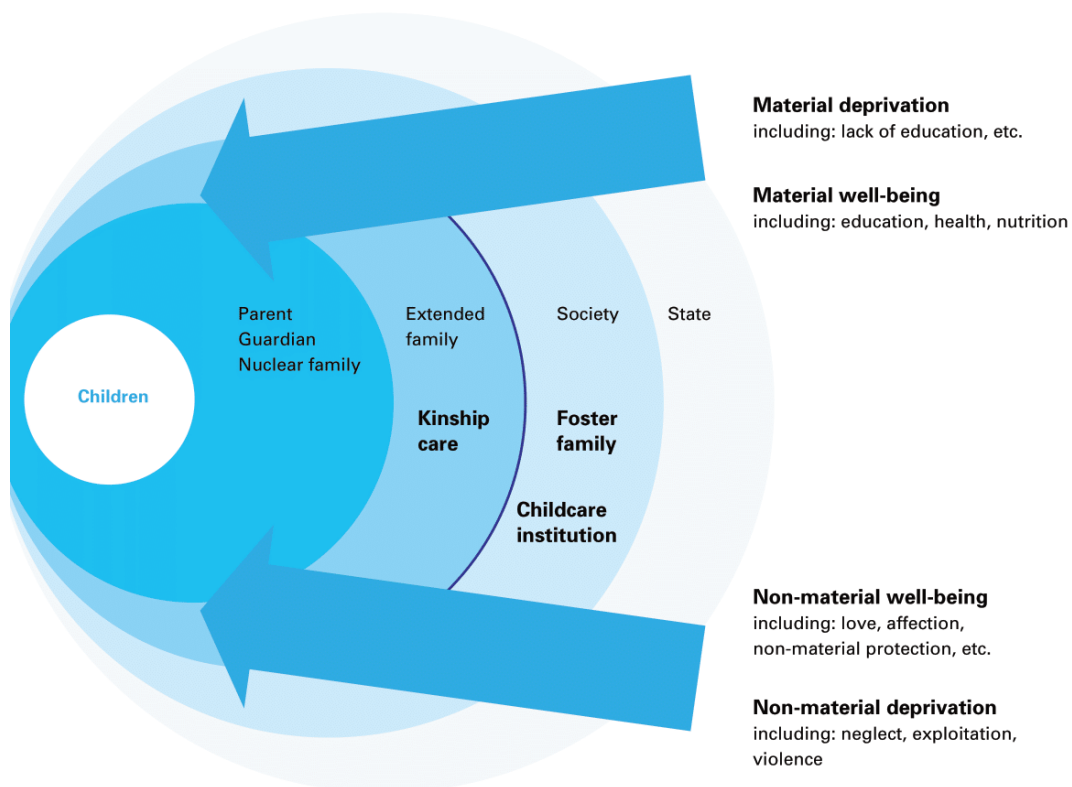 Material deprivation
including: lack of education, etc.
Material well-being
including: education, health, nutrition
Parent
Guardian
Nuclear family
Extended
family
Society
State
Children
Kinship
care
Foster
family
Childcare
institution
Non-material well-being
including: love, affection,
non-material protection, etc.
Non-material deprivation
including: neglect, exploitation,
violence